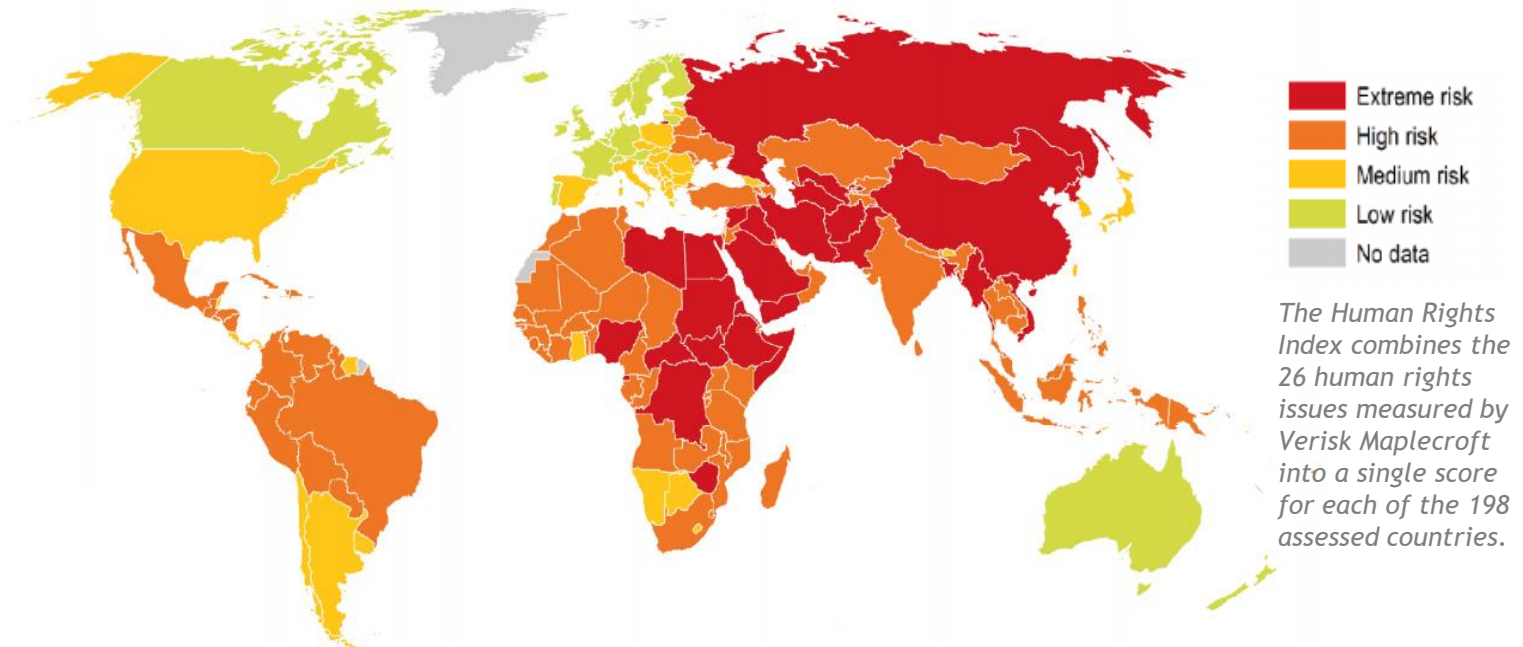 Extreme risk
High risk
Medium risk
Low risk
No data
The Human Rights
Index combines the
26 human rights
issues measured by
Verisk Maplecroft
into a single score
for each of the 198
assessed countries.